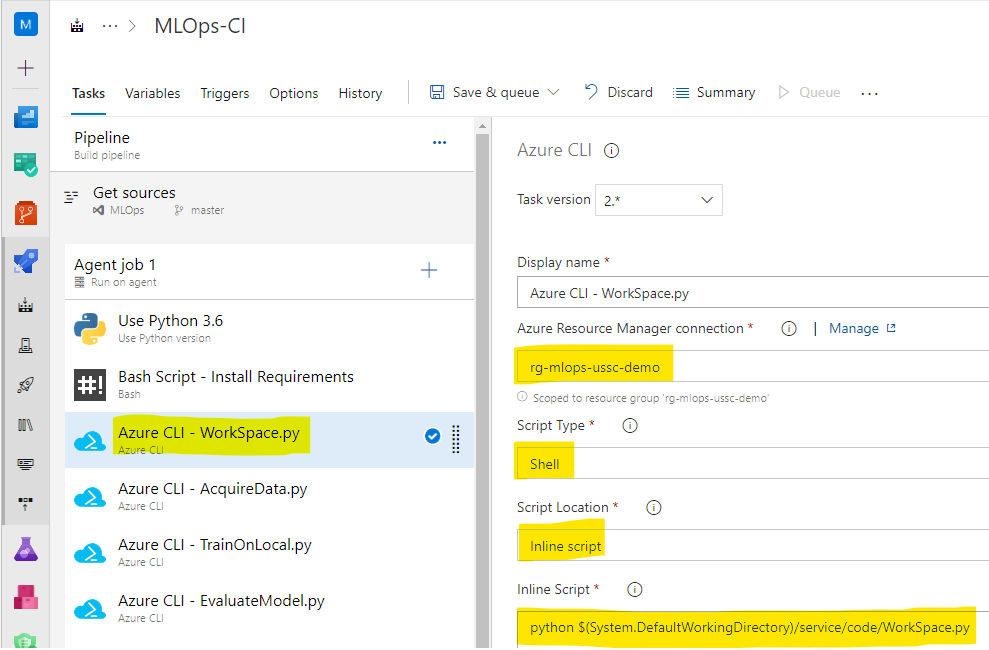 M
... > MLOps-CI
Tasks Variables Triggers Options History Save & queue Discard Summary Queue ...
Pipeline
Build pipeline
...
Get sources
MLOps master
Agent job 1
Run on agent
Use Python 3.6
Use Python version
#! Bash Script - Install Requirements
Bash
Azure CLI - WorkSpace.py
Azure CLI
Azure CLI - AcquireData.py
Azure CLI
Azure CLI - TrainOnLocal.py
Azure CLI
Azure CLI - EvaluateModel.py
Azure CLI
Azure CLI
Task version 2.*
Display name *
Azure CLI - WorkSpace.py
Azure Resource Manager connection * | Manage
rg-mlops-ussc-demo
Scoped to resource group 'rg-mlops-ussc-demo'
Script Type *
Shell
Script Location *
Inline script
Inline Script *
python $(System.DefaultWorkingDirectory)/service/code/WorkSpace.py